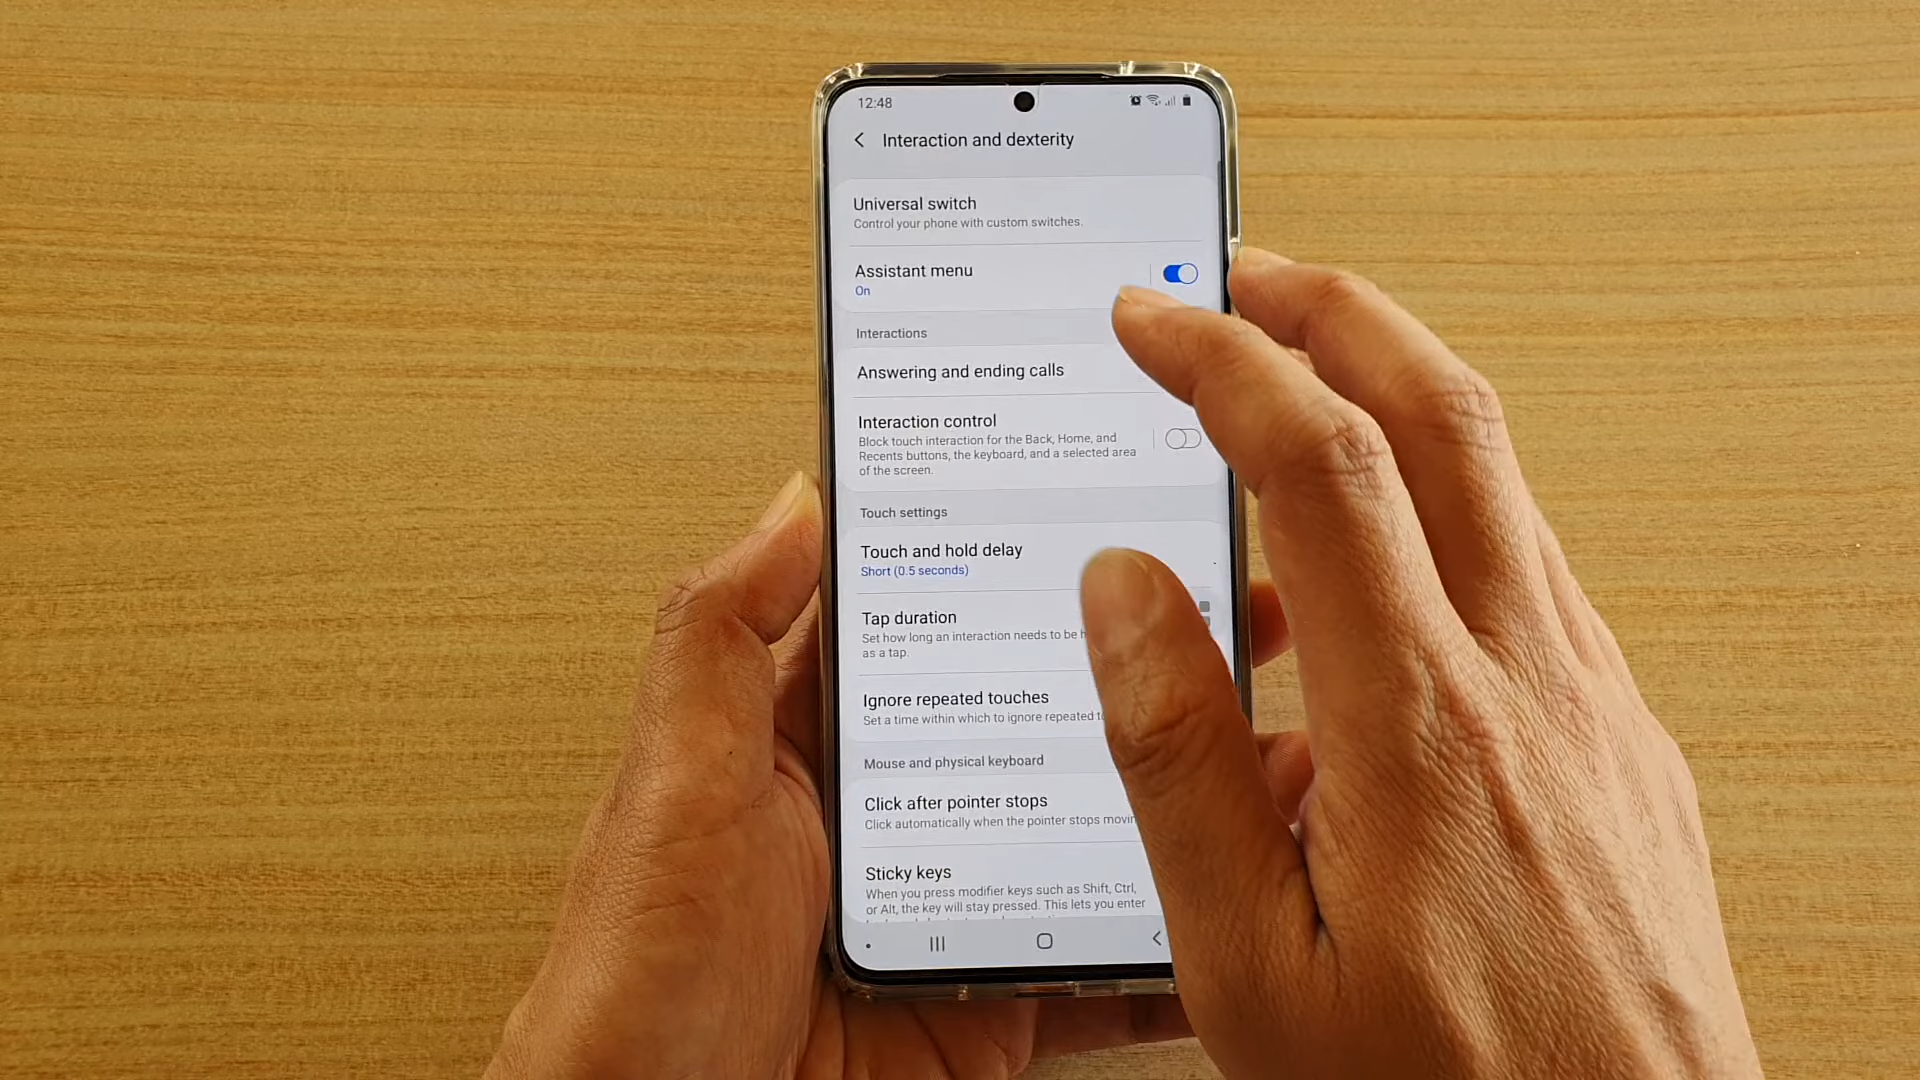 12:48
Interaction and dexterity
Universal switch
Control your phone with custom switches.
Assistant menu
On
Interactions
Answering and ending calls
Interaction control
Block touch interaction for the Back, Home, and
Recents buttons, the keyboard, and a selected area
of the screen.
Touch settings
Touch and hold delay
Short (0.5 seconds)
Tap duration
Set how long an interaction needs to be
as a tap.
Ignore repeated touches
Set a time within which to ignore repeated
Mouse and physical keyboard
Click after pointer stops
Click automatically when the pointer stops
Sticky keys
When you press modifier keys such as Shift, Ctrl,
or Alt, the key will stay pressed. This lets you enter